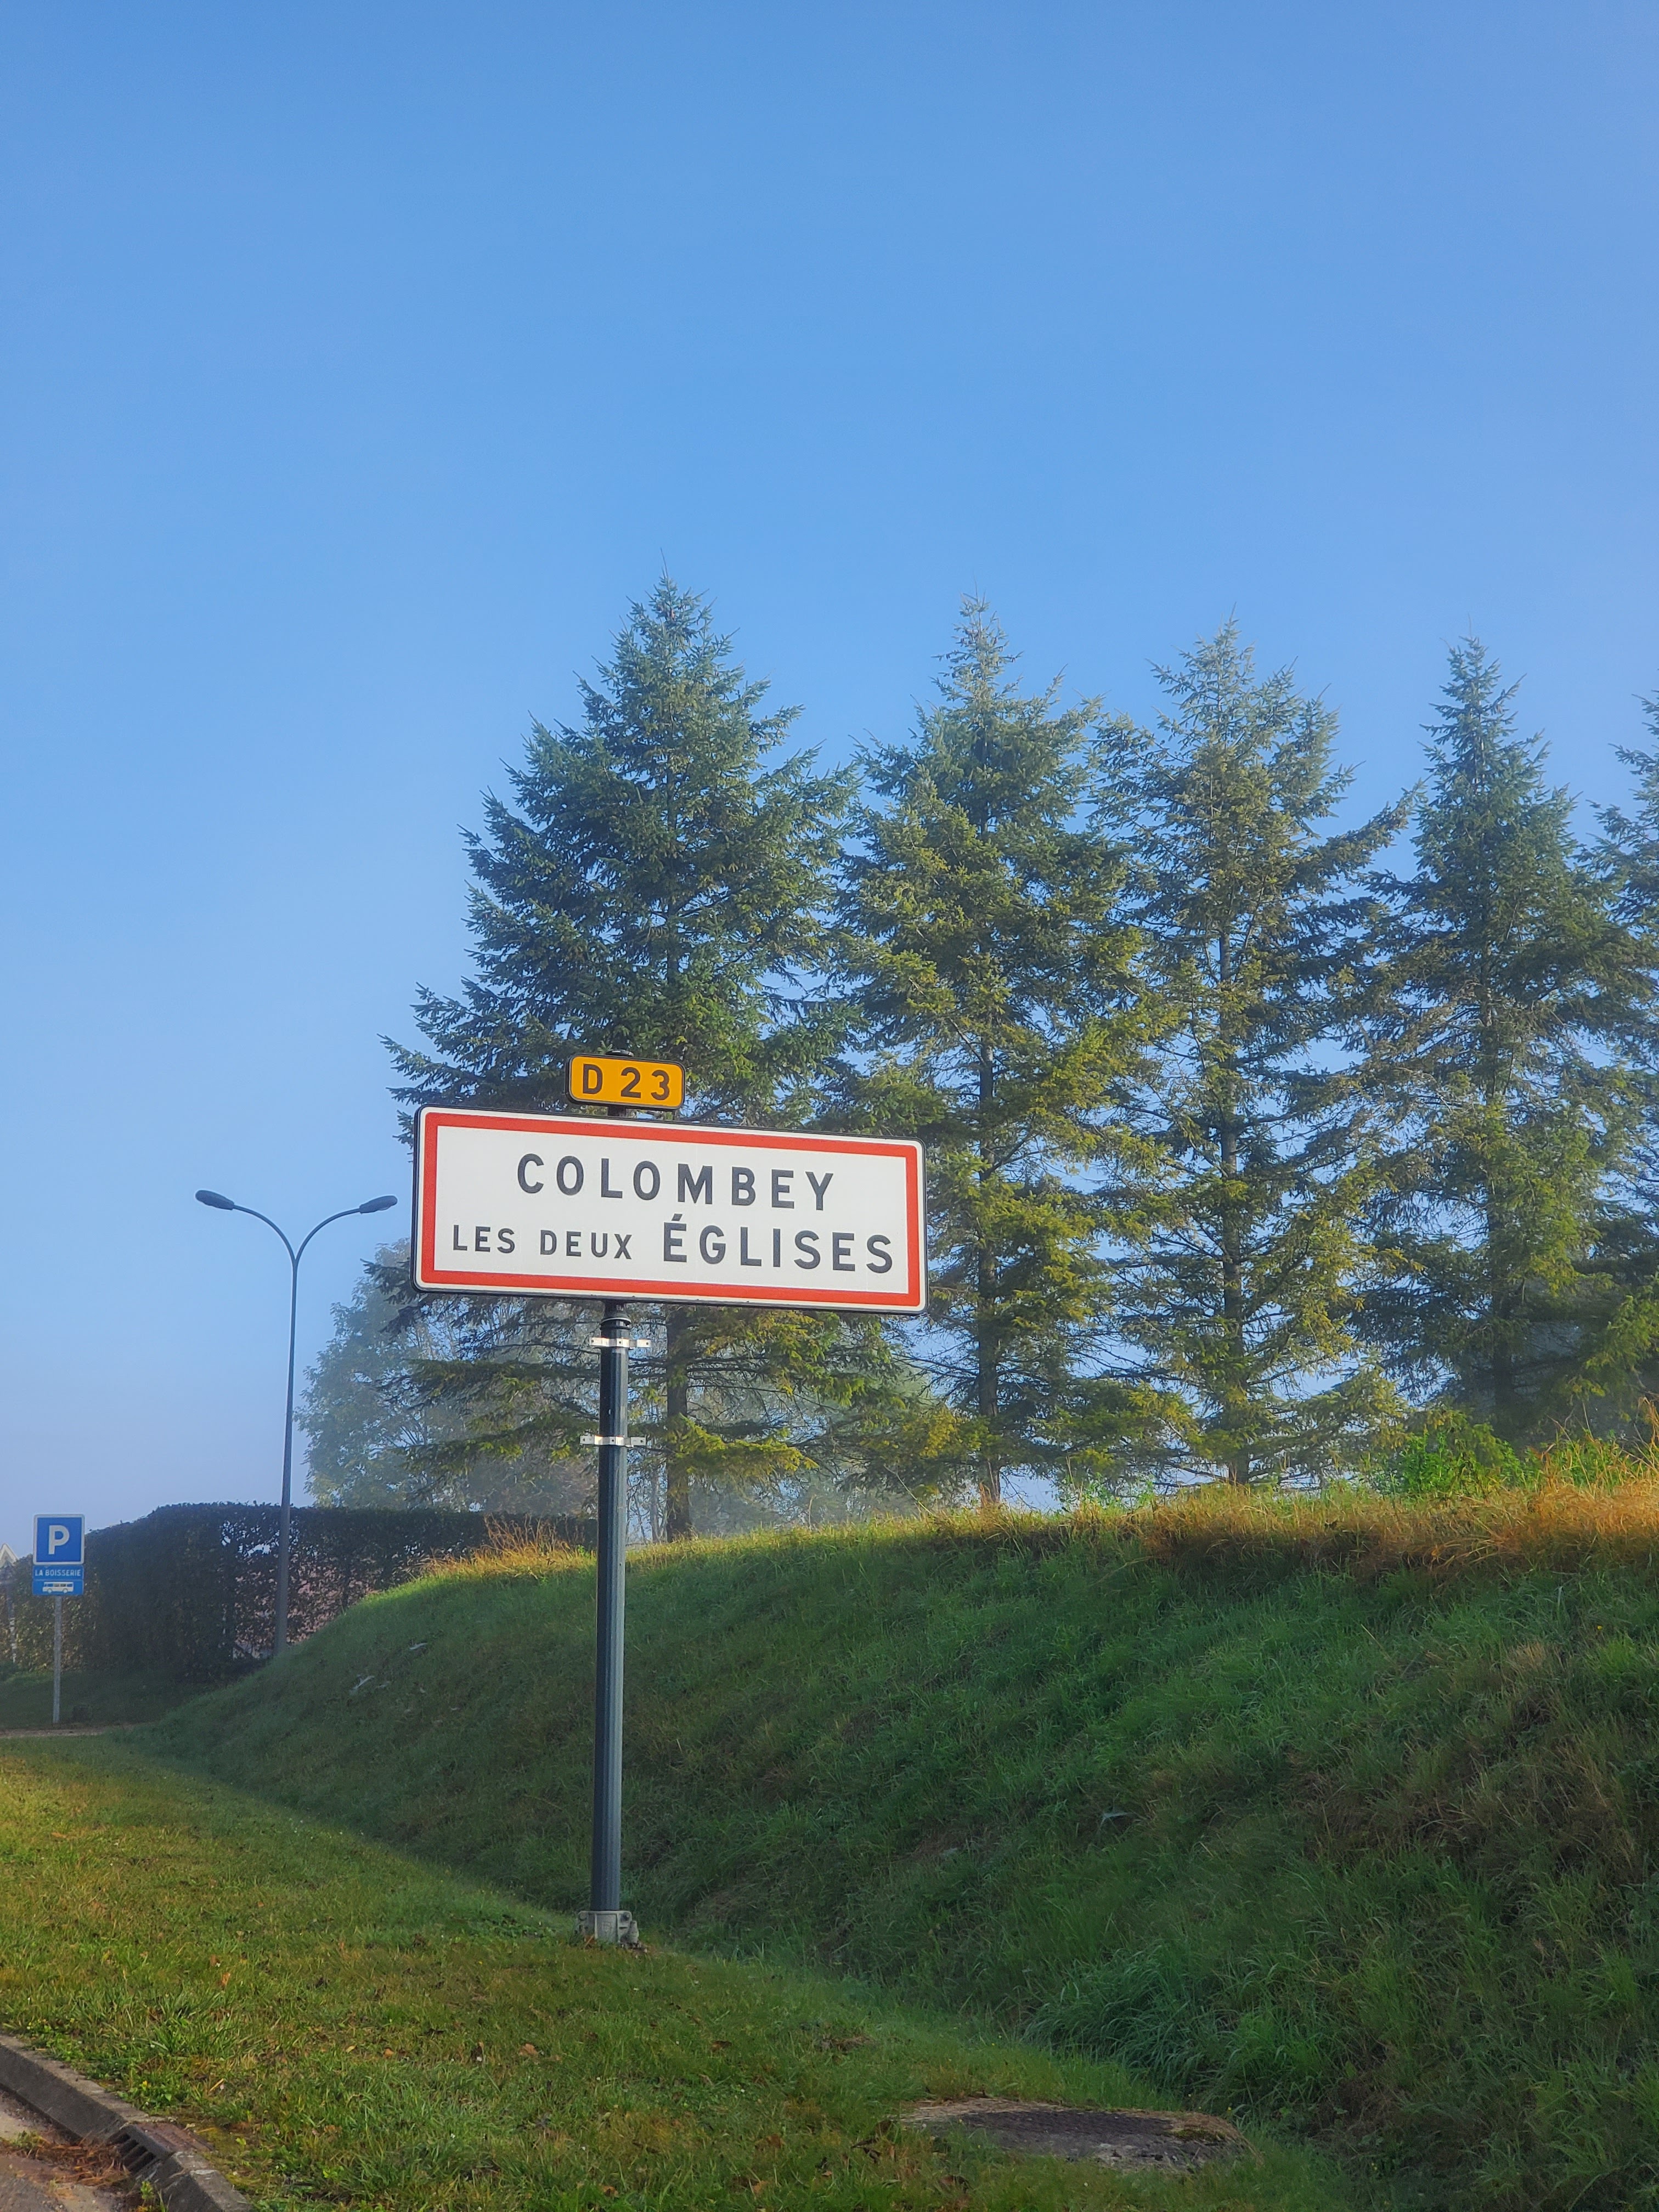 D 23
COLOMBEY
LES DEUX ÉGLISES
P
LA BOISSERIE